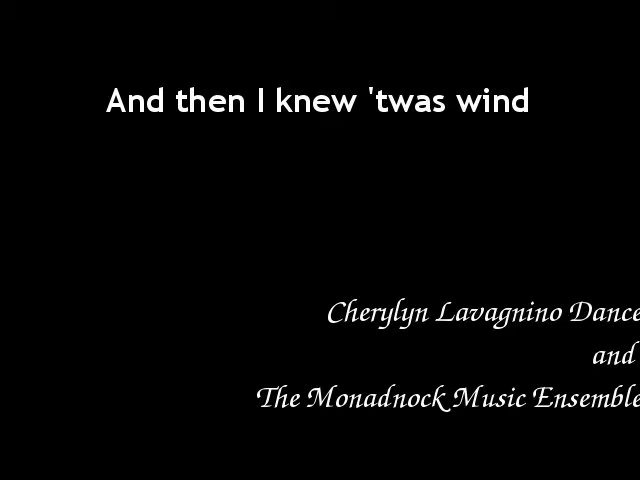 And then I knew 'twas wind
Cherylyn Lavagnino Dance
and
The Monadnock Music Ensemble